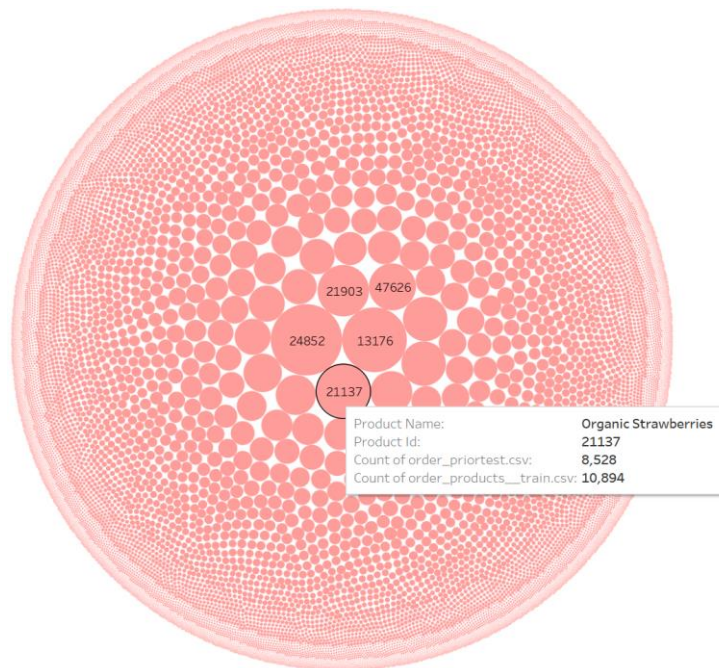 21903
47626
24852
13176
21137
Product Name: Organic Strawberries
Product Id: 21137
Count of order_priortest.csv: 8,528
Count of order_products__train.csv: 10,894